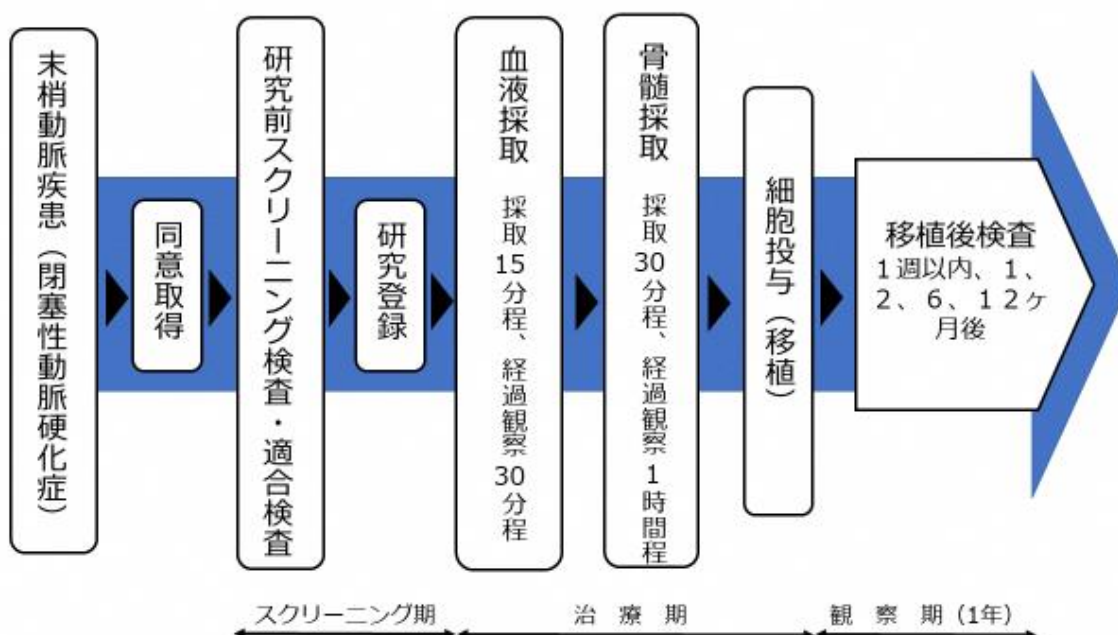 末梢動脈疾患（閉塞性動脈硬化症）
同意取得
研究前スクリーニング検査・適合検査
研究登録
血液採取 採取15分程、経過観察30分程
骨髄採取 採取30分程、経過観察1時間程
細胞投与（移植）
移植後検査
１週以内、１、
２、６、１２ヶ
月後
スクリーニング期
治 療 期
観 察 期（1年）